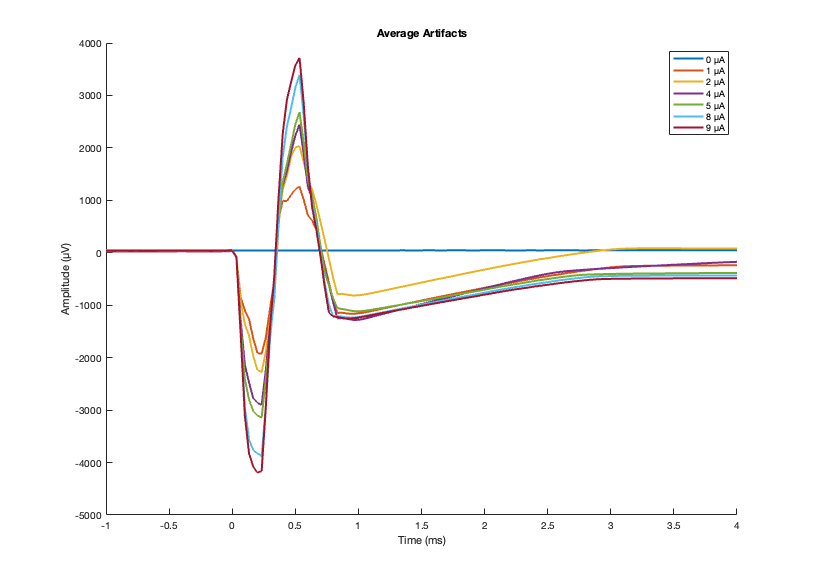 Average Artifacts
4000
3000
2000
1000
0
-1000
-2000
-3000
-4000
-5000
Amplitude (µV)
0 µA
1 µA
2 µA
4 µA
5 µA
8 µA
9 µA
-1 -0.5 0 0.5 1 1.5 2 2.5 3 3.5 4
Time (ms)